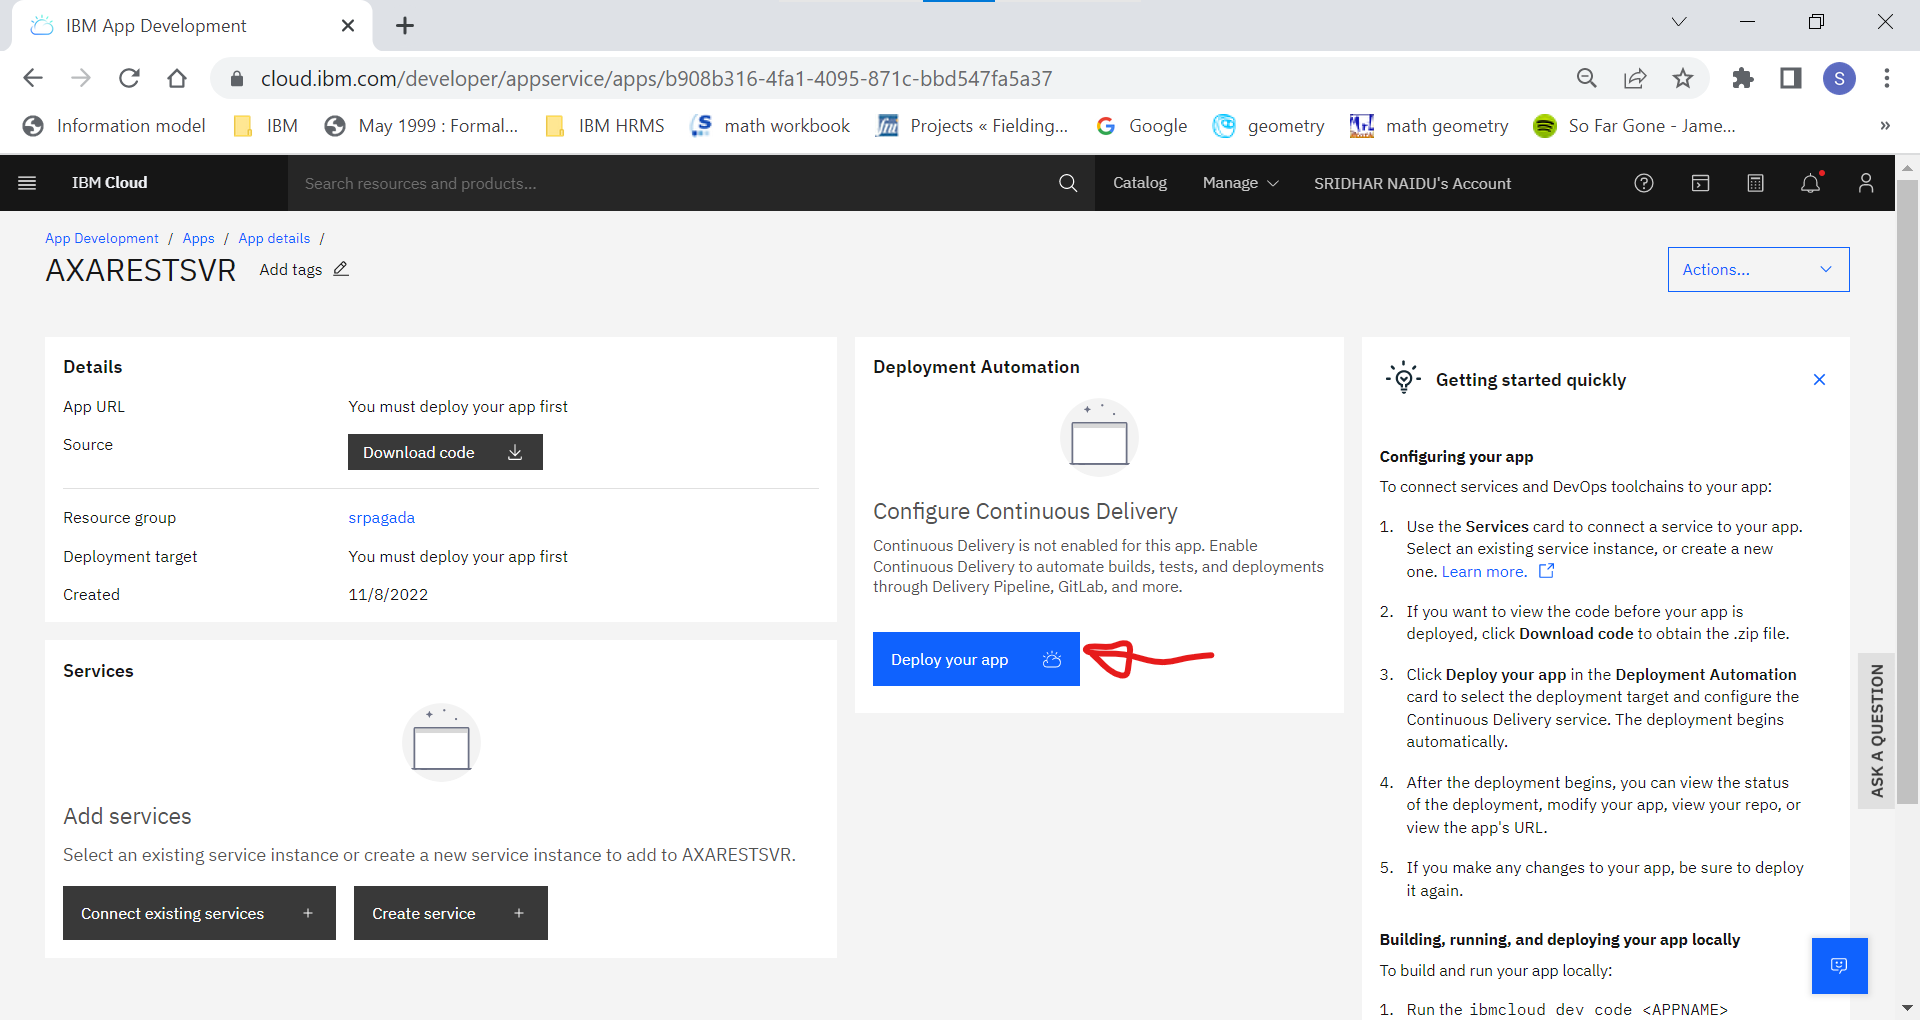 IBM App Development
cloud.ibm.com/developer/appservice/apps/b908b316-4fa1-4095-871c-bbd547fa5a37
S
Information model
IBM
May 1999 : Formal...
IBM HRMS
math workbook
Projects « Fielding...
Google
geometry
math geometry
So Far Gone - Jame...
»
IBM Cloud
Search resources and products...
Catalog
Manage
SRIDHAR NAIDU's Account
App Development / Apps / App details /
AXARESTSVR
Add tags
Actions...
Details
App URL You must deploy your app first
Source Download code
Resource group srpagada
Deployment target You must deploy your app first
Created 11/8/2022
Services
Add services
Select an existing service instance or create a new service instance to add to AXARESTSVR.
Connect existing services +
Create service +
Deployment Automation
Configure Continuous Delivery
Continuous Delivery is not enabled for this app. Enable
Continuous Delivery to automate builds, tests, and deployments
through Delivery Pipeline, GitLab, and more.
Deploy your app
Getting started quickly
Configuring your app
To connect services and DevOps toolchains to your app:
1. Use the Services card to connect a service to your app.
Select an existing service instance, or create a new
one. Learn more.
2. If you want to view the code before your app is
deployed, click Download code to obtain the .zip file.
3. Click Deploy your app in the Deployment Automation
card to select the deployment target and configure the
Continuous Delivery service. The deployment begins
automatically.
4. After the deployment begins, you can view the status
of the deployment, modify your app, view your repo, or
view the app's URL.
5. If you make any changes to your app, be sure to deploy
it again.
Building, running, and deploying your app locally
To build and run your app locally:
1. Run the ibmcloud dev code <APPNAME>
ASK A QUESTION